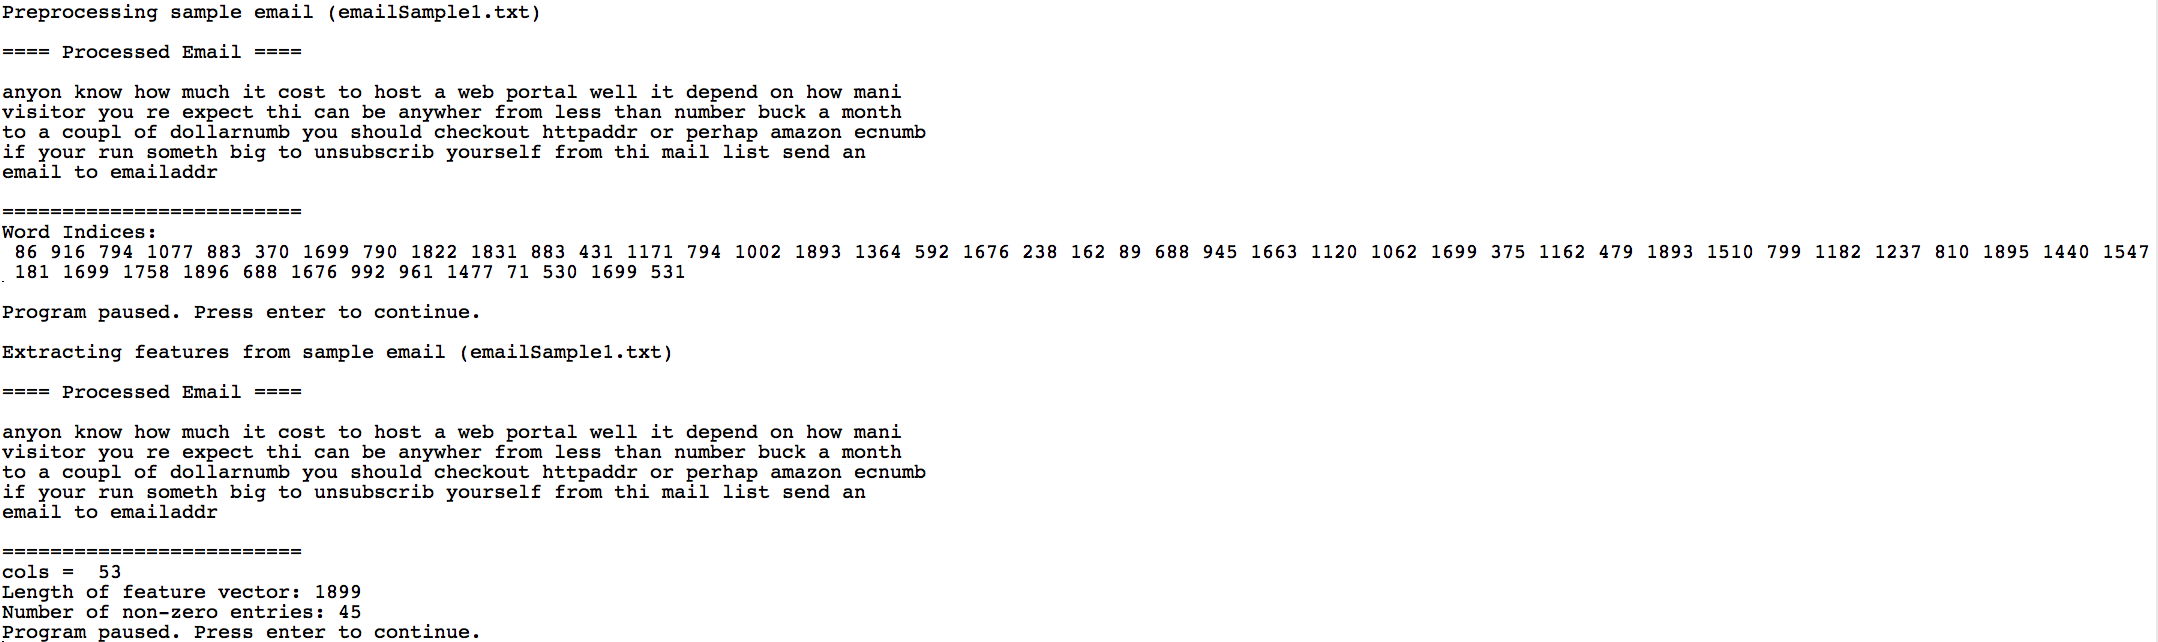 Preprocessing sample email (emailSample1.txt)
==== Processed Email ====
anyon know how much it cost to host a web portal well it depend on how mani
visitor you re expect thi can be anywher from less than number buck a month
to a coupl of dollarnumb you should checkout httpaddr or perhap amazon ecnumb
if your run someth big to unsubscrib yourself from thi mail list send an
email to emailaddr
=========================
Word Indices:
86 916 794 1077 883 370 1699 790 1822 1831 883 431 1171 794 1002 1893 1364 592 1676 238 162 89 688 945 1663 1120 1062 1699 375 1162 479 1893 1510 799 1182 1237 810 1895 1440 1547
181 1699 1758 1896 688 1676 992 961 1477 71 530 1699 531
Program paused. Press enter to continue.
Extracting features from sample email (emailSample1.txt)
==== Processed Email ====
anyon know how much it cost to host a web portal well it depend on how mani
visitor you re expect thi can be anywher from less than number buck a month
to a coupl of dollarnumb you should checkout httpaddr or perhap amazon ecnumb
if your run someth big to unsubscrib yourself from thi mail list send an
email to emailaddr
=========================
cols =  53
Length of feature vector: 1899
Number of non-zero entries: 45
Program paused. Press enter to continue.